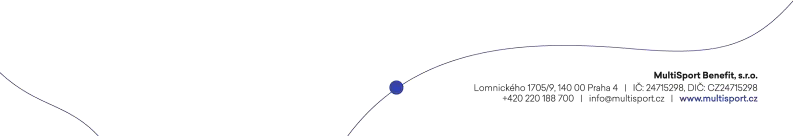 MultiSport Benefit, s.r.o.
Lomnického 1705/9, 140 00 Praha 4 | IČ: 24715298, DIČ: CZ24715298
+420 220 188 700 | info@multisport.cz | www.multisport.cz